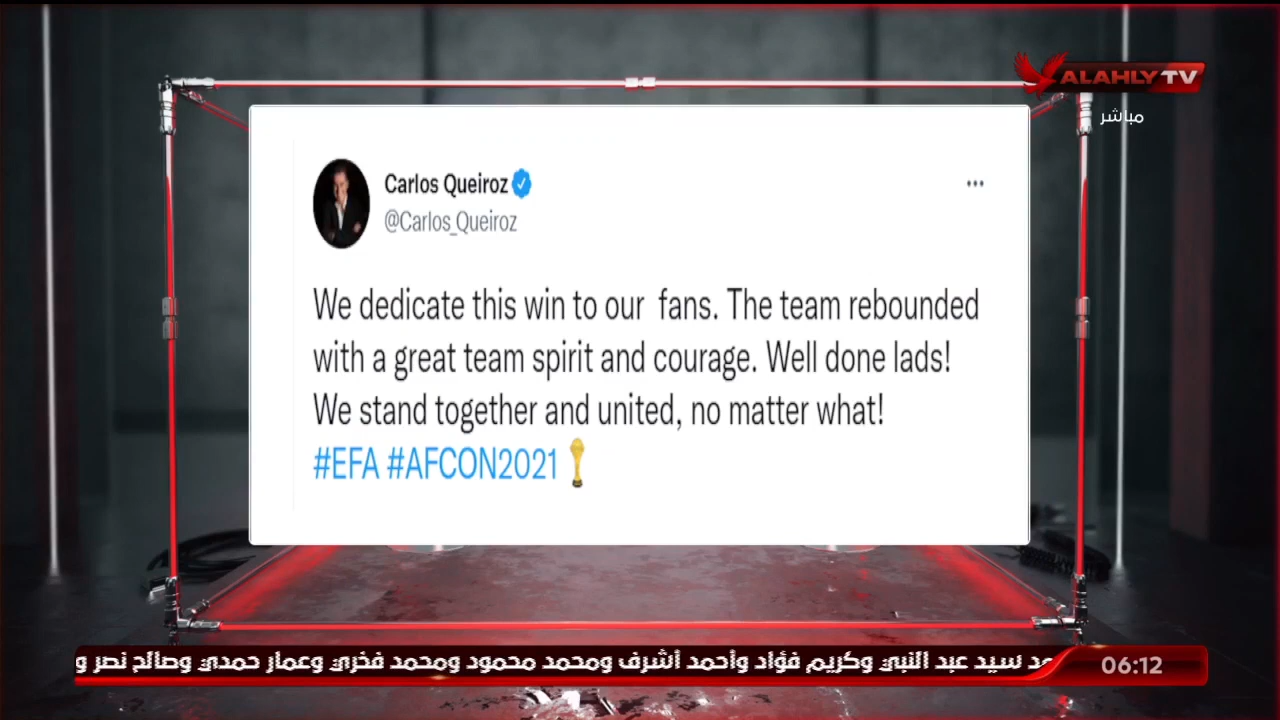 ALAHLY TV
مباشر
Carlos Queiroz
@Carlos_Queiroz
We dedicate this win to our fans. The team rebounded
with a great team spirit and courage. Well done lads!
We stand together and united, no matter what!
#EFA #AFCON2021
سيد عبد النبي وكريم فؤاد وأحمد أشرف ومحمد محمود ومحمد فخري وعمار حمدي وصالح نصر و
06:12